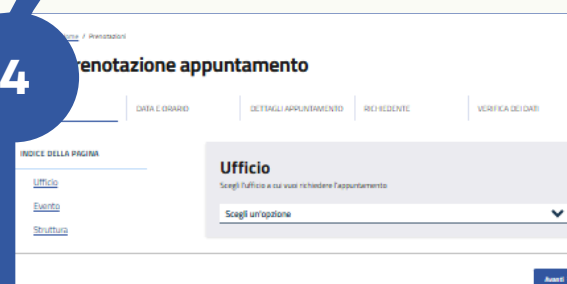 / Prenotazioni
4
renotazione appuntamento
DATA E ORARIO
DETTAGLI APPUNTAMENTO
RICHIEDENTE
VERIFICA DEI DATI
INDICE DELLA PAGINA
Ufficio
Evento
Struttura
Ufficio
Scegli l'ufficio a cui vuoi richiedere l'appuntamento
Scegli un'opzione
Avanti